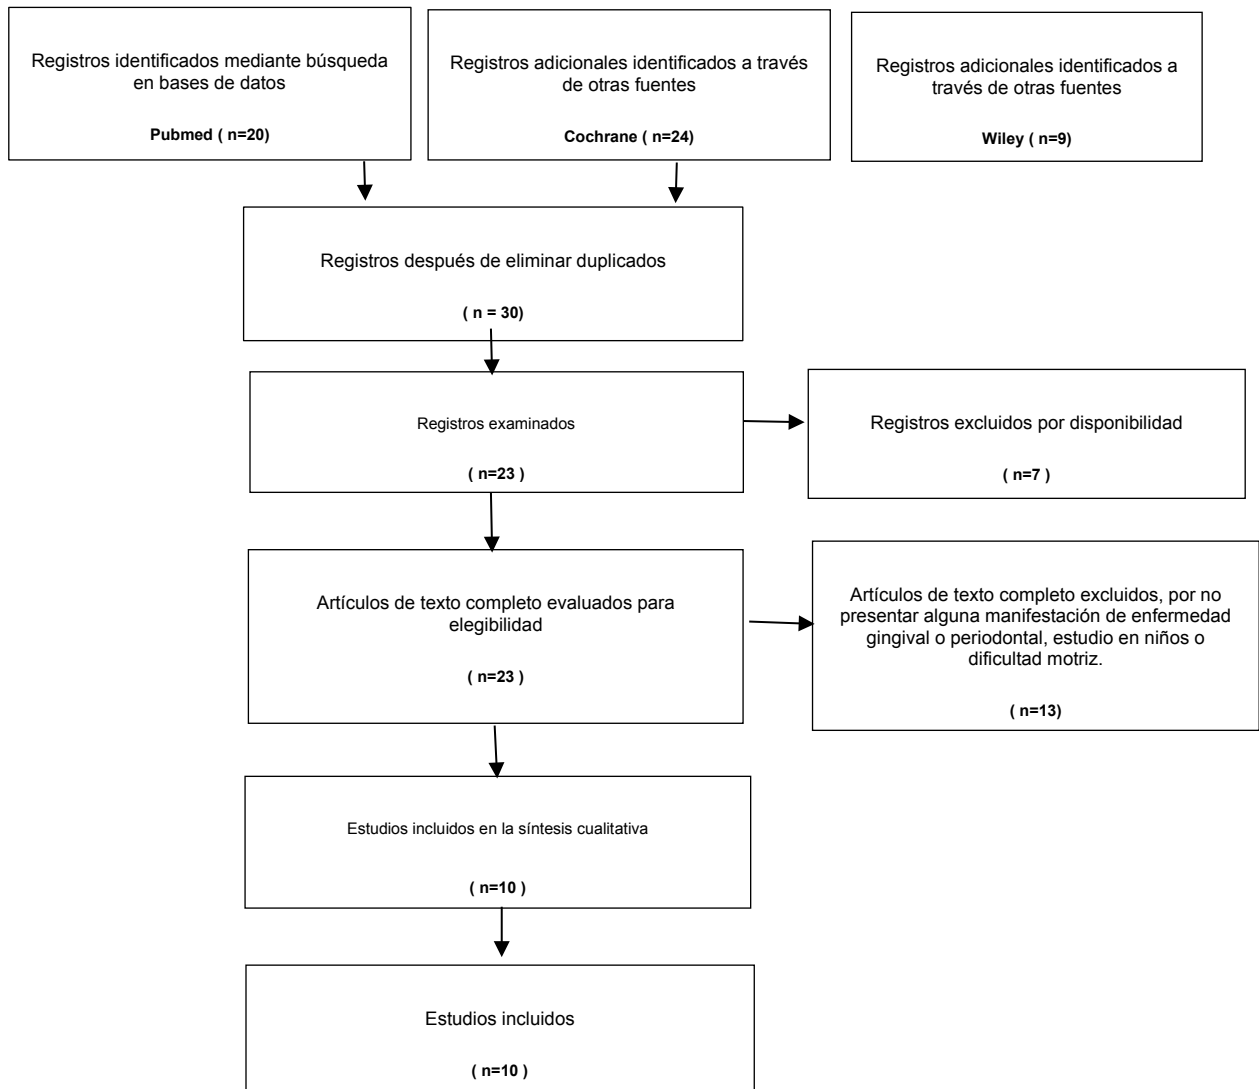 Registros identificados mediante búsqueda
en bases de datos
Pubmed ( n=20)
Registros adicionales identificados a través
de otras fuentes
Cochrane ( n=24)
Registros adicionales identificados a
través de otras fuentes
Wiley ( n=9)
Registros después de eliminar duplicados
( n = 30)
Registros examinados
( n=23 )
Registros excluidos por disponibilidad
( n=7 )
Artículos de texto completo evaluados para
elegibilidad
( n=23 )
Artículos de texto completo excluidos, por no
presentar alguna manifestación de enfermedad
gingival o periodontal, estudio en niños o
dificultad motriz.
( n=13)
Estudios incluidos en la síntesis cualitativa
( n=10 )
Estudios incluidos
( n=10 )